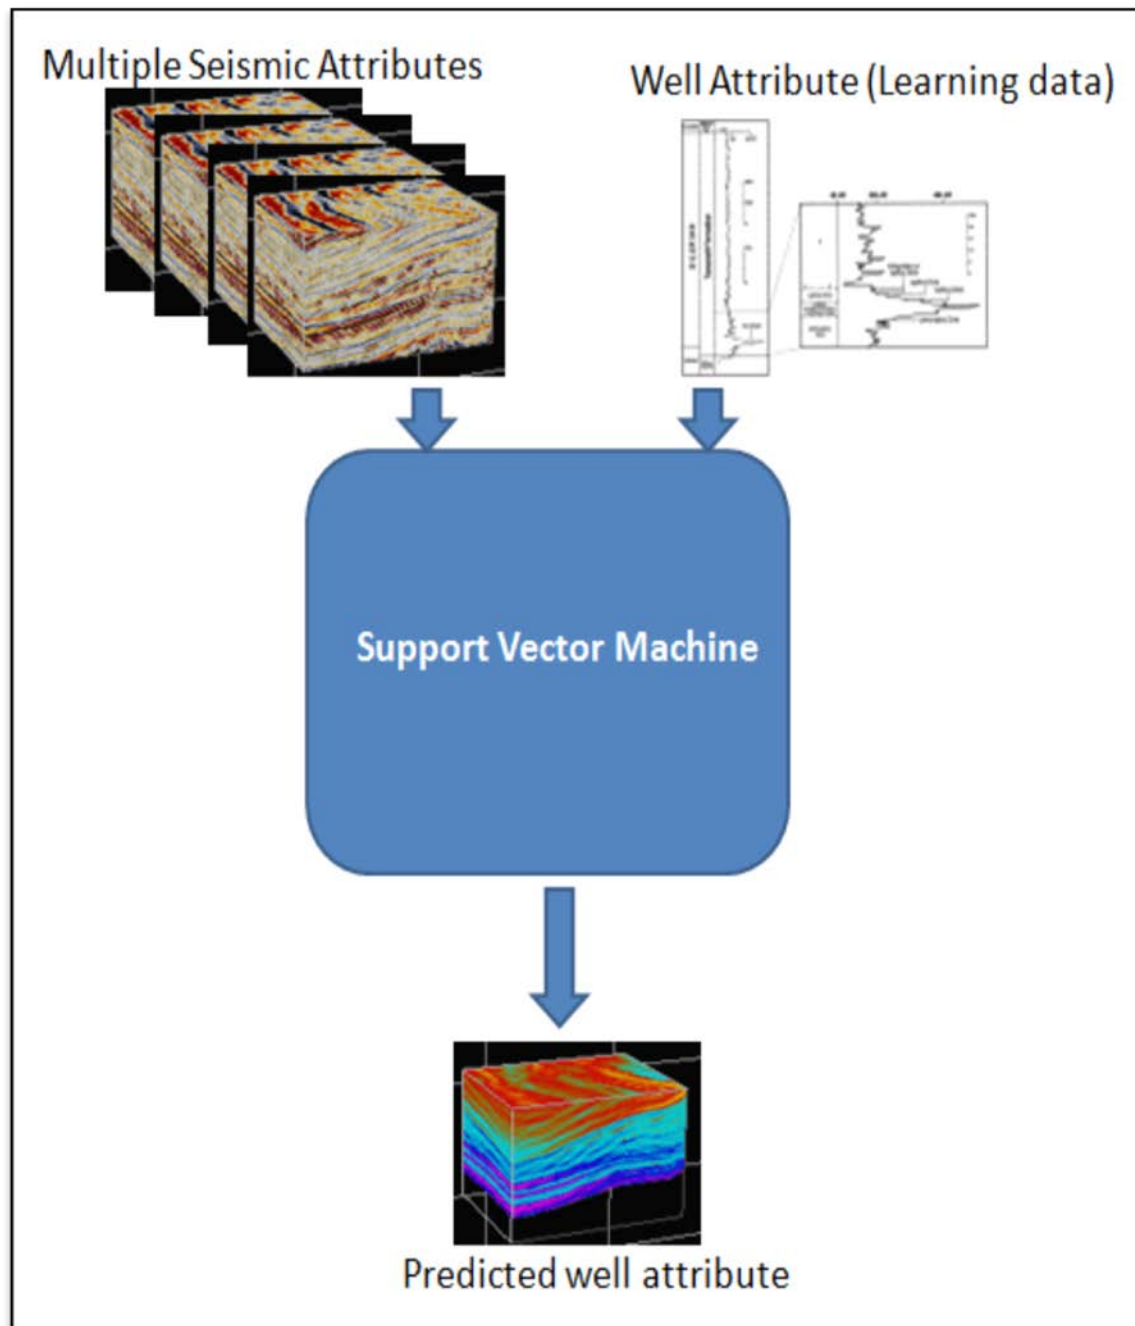 Multiple Seismic Attributes
Well Attribute (Learning data)
Support Vector Machine
Predicted well attribute